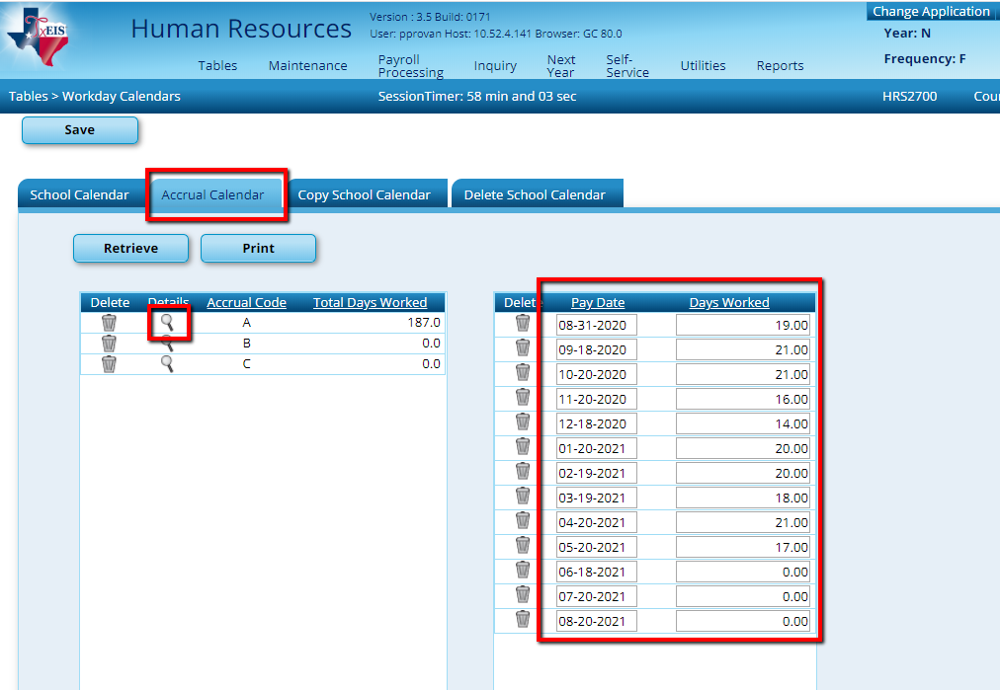 TxEIS
Human Resources
Version : 3.5 Build: 0171
User: pprovan Host: 10.52.4.141 Browser: GC 80.0
Change Application
Year: N
Frequency: F
Tables Maintenance Payroll Processing Inquiry Next Year Self-Service Utilities Reports
Tables > Workday Calendars SessionTimer: 58 min and 03 sec HRS2700 Cou
Save
School Calendar Accrual Calendar Copy School Calendar Delete School Calendar
Retrieve Print
Delete Details Accrual Code Total Days Worked
A 187.0
B 0.0
C 0.0
Delet Pay Date Days Worked
08-31-2020 19.00
09-18-2020 21.00
10-20-2020 21.00
11-20-2020 16.00
12-18-2020 14.00
01-20-2021 20.00
02-19-2021 20.00
03-19-2021 18.00
04-20-2021 21.00
05-20-2021 17.00
06-18-2021 0.00
07-20-2021 0.00
08-20-2021 0.00